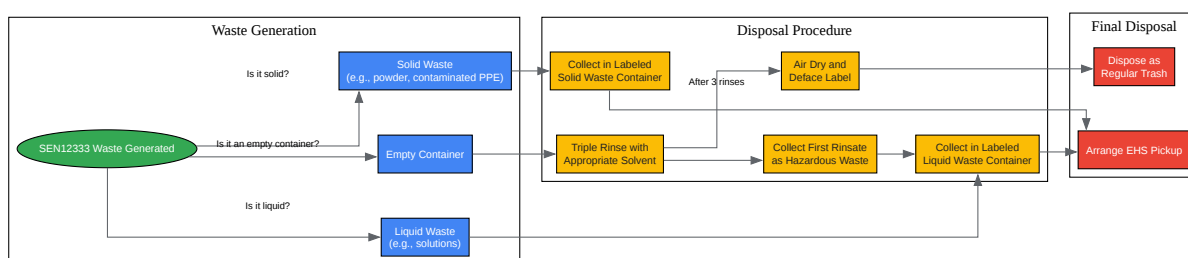 Waste Generation
Disposal Procedure
Final Disposal
Is it solid?
Solid Waste
(e.g., powder, contaminated PPE)
Collect in Labeled
Solid Waste Container
After 3 rinses
Air Dry and
Deface Label
Dispose as
Regular Trash
SEN12333 Waste Generated
Is it an empty container?
Empty Container
Triple Rinse with
Appropriate Solvent
Collect First Rinsate
as Hazardous Waste
Collect in Labeled
Liquid Waste Container
Arrange EHS Pickup
Is it liquid?
Liquid Waste
(e.g., solutions)